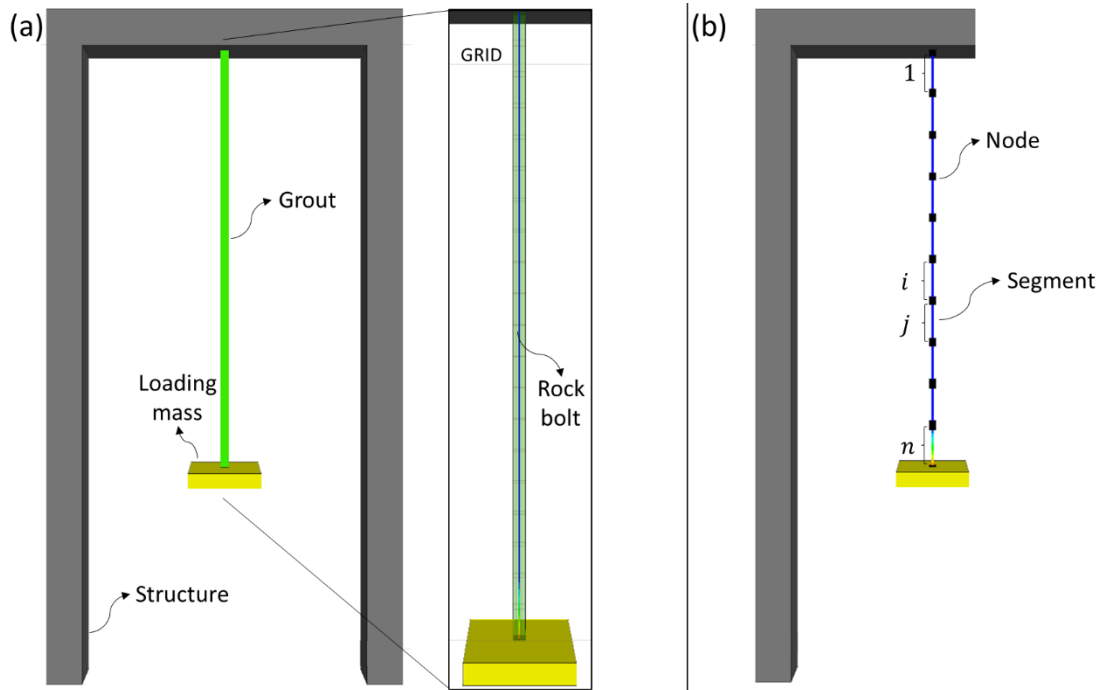 (a)
GRID
Grout
Loading
mass
Rock
bolt
Structure
(b)
1
Node
i
Segment
j
n